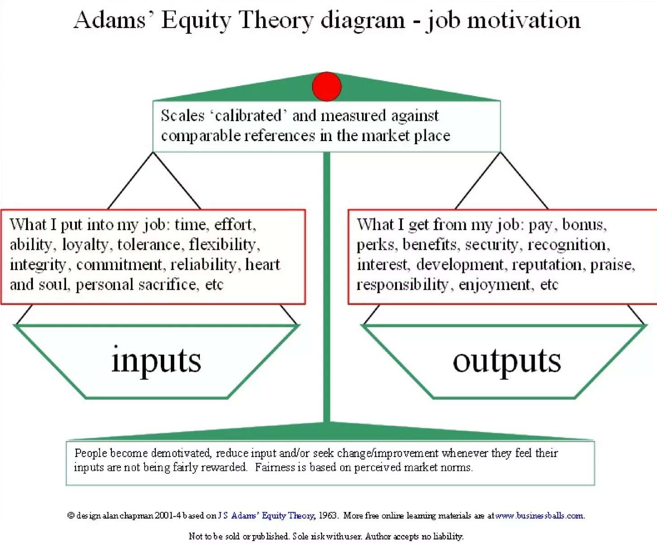 Adams’ Equity Theory diagram - job motivation
Scales ‘calibrated’ and measured against
comparable references in the market place
What I put into my job: time, effort,
ability, loyalty, tolerance, flexibility,
integrity, commitment, reliability, heart
and soul, personal sacrifice, etc
What I get from my job: pay, bonus,
perks, benefits, security, recognition,
interest, development, reputation, praise,
responsibility, enjoyment, etc
inputs
outputs
People become demotivated, reduce input and/or seek change/improvement whenever they feel their
inputs are not being fairly rewarded. Fairness is based on perceived market norms.
© design alan chapman 2001-4 based on J S Adams’ Equity Theory, 1963. More free online learning materials are at www.businessballs.com.
Not to be sold or published. Sole risk with user. Author accepts no liability.